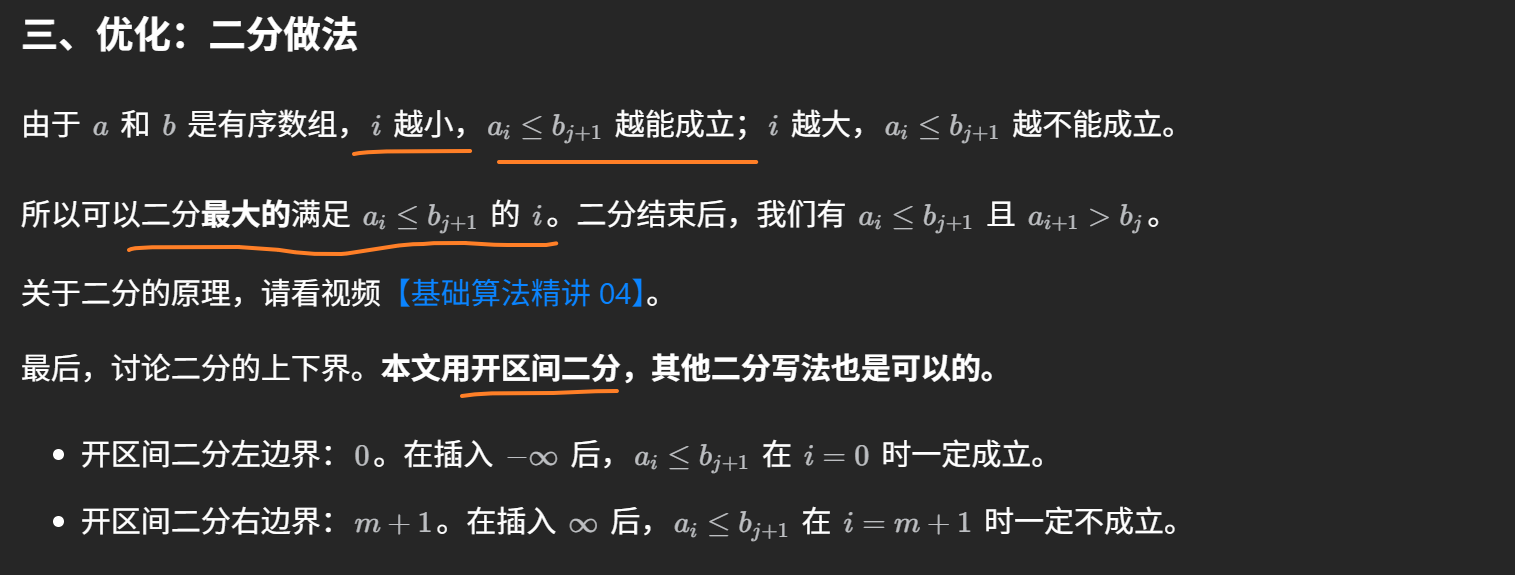 三、优化：二分做法
由于 a 和 b 是有序数组，i 越小，a_i ≤ b_{j+1} 越能成立；i 越大，a_i ≤ b_{j+1} 越不能成立。
所以可以二分最大的满足 a_i ≤ b_{j+1} 的 i。二分结束后，我们有 a_i ≤ b_{j+1} 且 a_{i+1} > b_j。
关于二分的原理，请看视频【基础算法精讲 04】。
最后，讨论二分的上下界。本文用开区间二分，其他二分写法也是可以的。
• 开区间二分左边界：0。在插入 −∞ 后，a_i ≤ b_{j+1} 在 i = 0 时一定成立。
• 开区间二分右边界：m + 1。在插入 ∞ 后，a_i ≤ b_{j+1} 在 i = m + 1 时一定不成立。